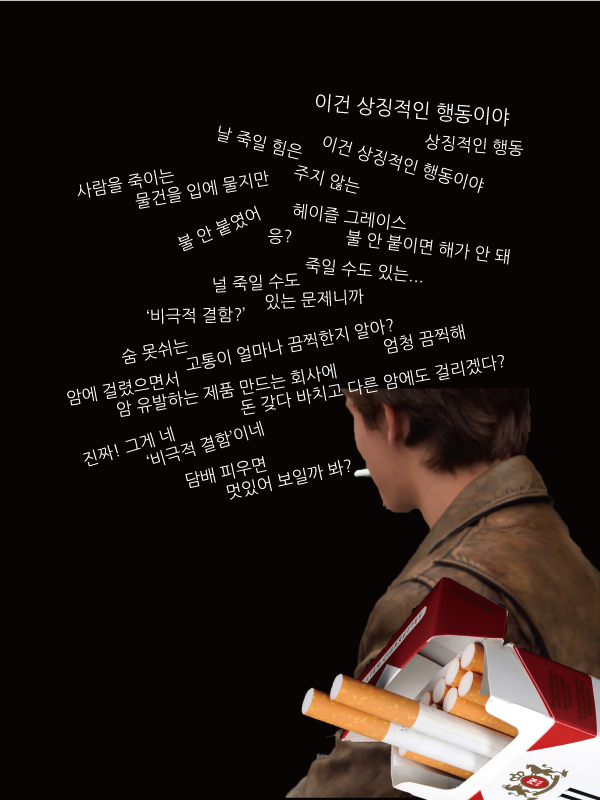 이건 상징적인 행동이야
상징적인 행동
날 죽일 힘은
이건 상징적인 행동이야
주지 않는
사람을 죽이는
물건을 입에 물지만
헤이즐 그레이스
불 안 붙였어
응?
불 안 붙이면 해가 안 돼
죽일 수도 있는...
널 죽일 수도
있는 문제니까
‘비극적 결함?’
숨 못쉬는
고통이 얼마나 끔찍한지 알아?
엄청 끔찍해
암에 걸렸으면서
암 유발하는 제품 만드는 회사에
돈 갖다 바치고 다른 암에도 걸리겠다?
진짜! 그게 네
‘비극적 결함’이네
담배 피우면
멋있어 보일까 봐?